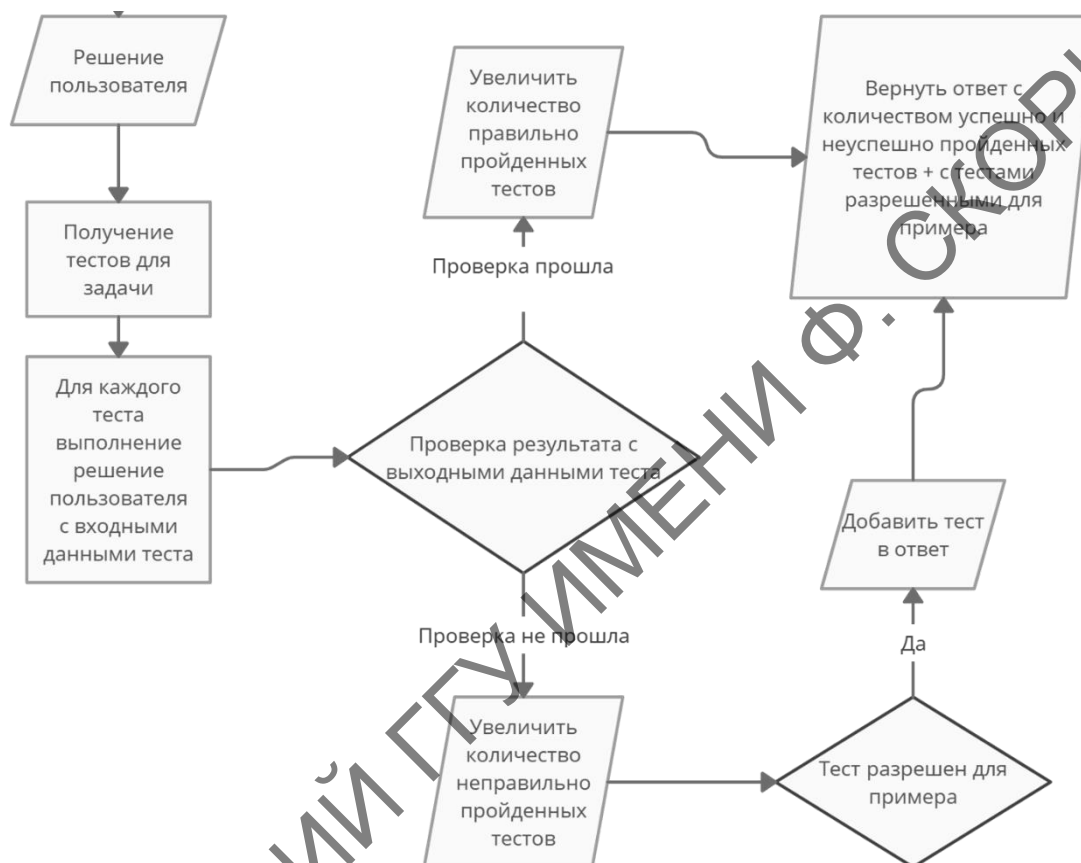 Решение
пользователя
Получение
тестов для
задачи
Для каждого
теста
выполнение
решение
пользователя
с входными
данными теста
Проверка результата с
выходными данными теста
Проверка прошла
Увеличить
количество
правильно
пройденных
тестов
Вернуть ответ с
количеством успешно и
неуспешно пройденных
тестов + с тестами
разрешенными для
примера
Проверка не прошла
Увеличить
количество
неправильно
пройденных
тестов
Тест разрешен для
примера
Да
Добавить тест
в ответ
ГГУ ИМЕНИ Ф.